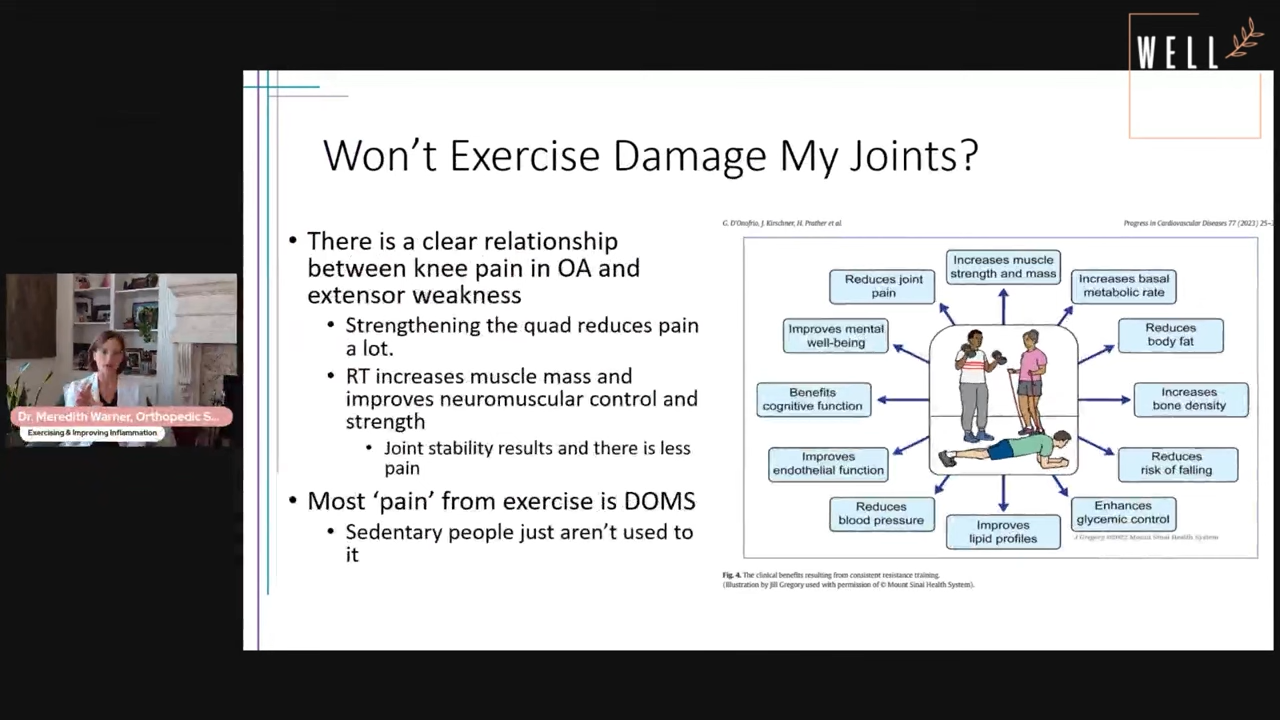 WELL
Won't Exercise Damage My Joints?
• There is a clear relationship
between knee pain in OA and
extensor weakness
• Strengthening the quad reduces pain
a lot.
• RT increases muscle mass and
improves neuromuscular control and
strength
• Joint stability results and there is less
pain
• Most 'pain' from exercise is DOMS
• Sedentary people just aren't used to
it
G. D'Onofrio, J. Kirschner, H. Prather et al.
Progress in Cardiovascular Diseases 77 (2023) 25–
Increases muscle
strength and mass
Reduces joint
pain
Increases basal
metabolic rate
Improves mental
well-being
Reduces
body fat
Benefits
cognitive function
Increases
bone density
Improves
endothelial function
Reduces
risk of falling
Reduces
blood pressure
Improves
lipid profiles
Enhances
glycemic control
J Gregory ©2022 Mount Sinai Health System
Fig. 4. The clinical benefits resulting from consistent resistance training.
(Illustration by Jill Gregory used with permission of © Mount Sinai Health System).
Dr. Meredith Warner, Orthopedic S...
Exercising & Improving Inflammation